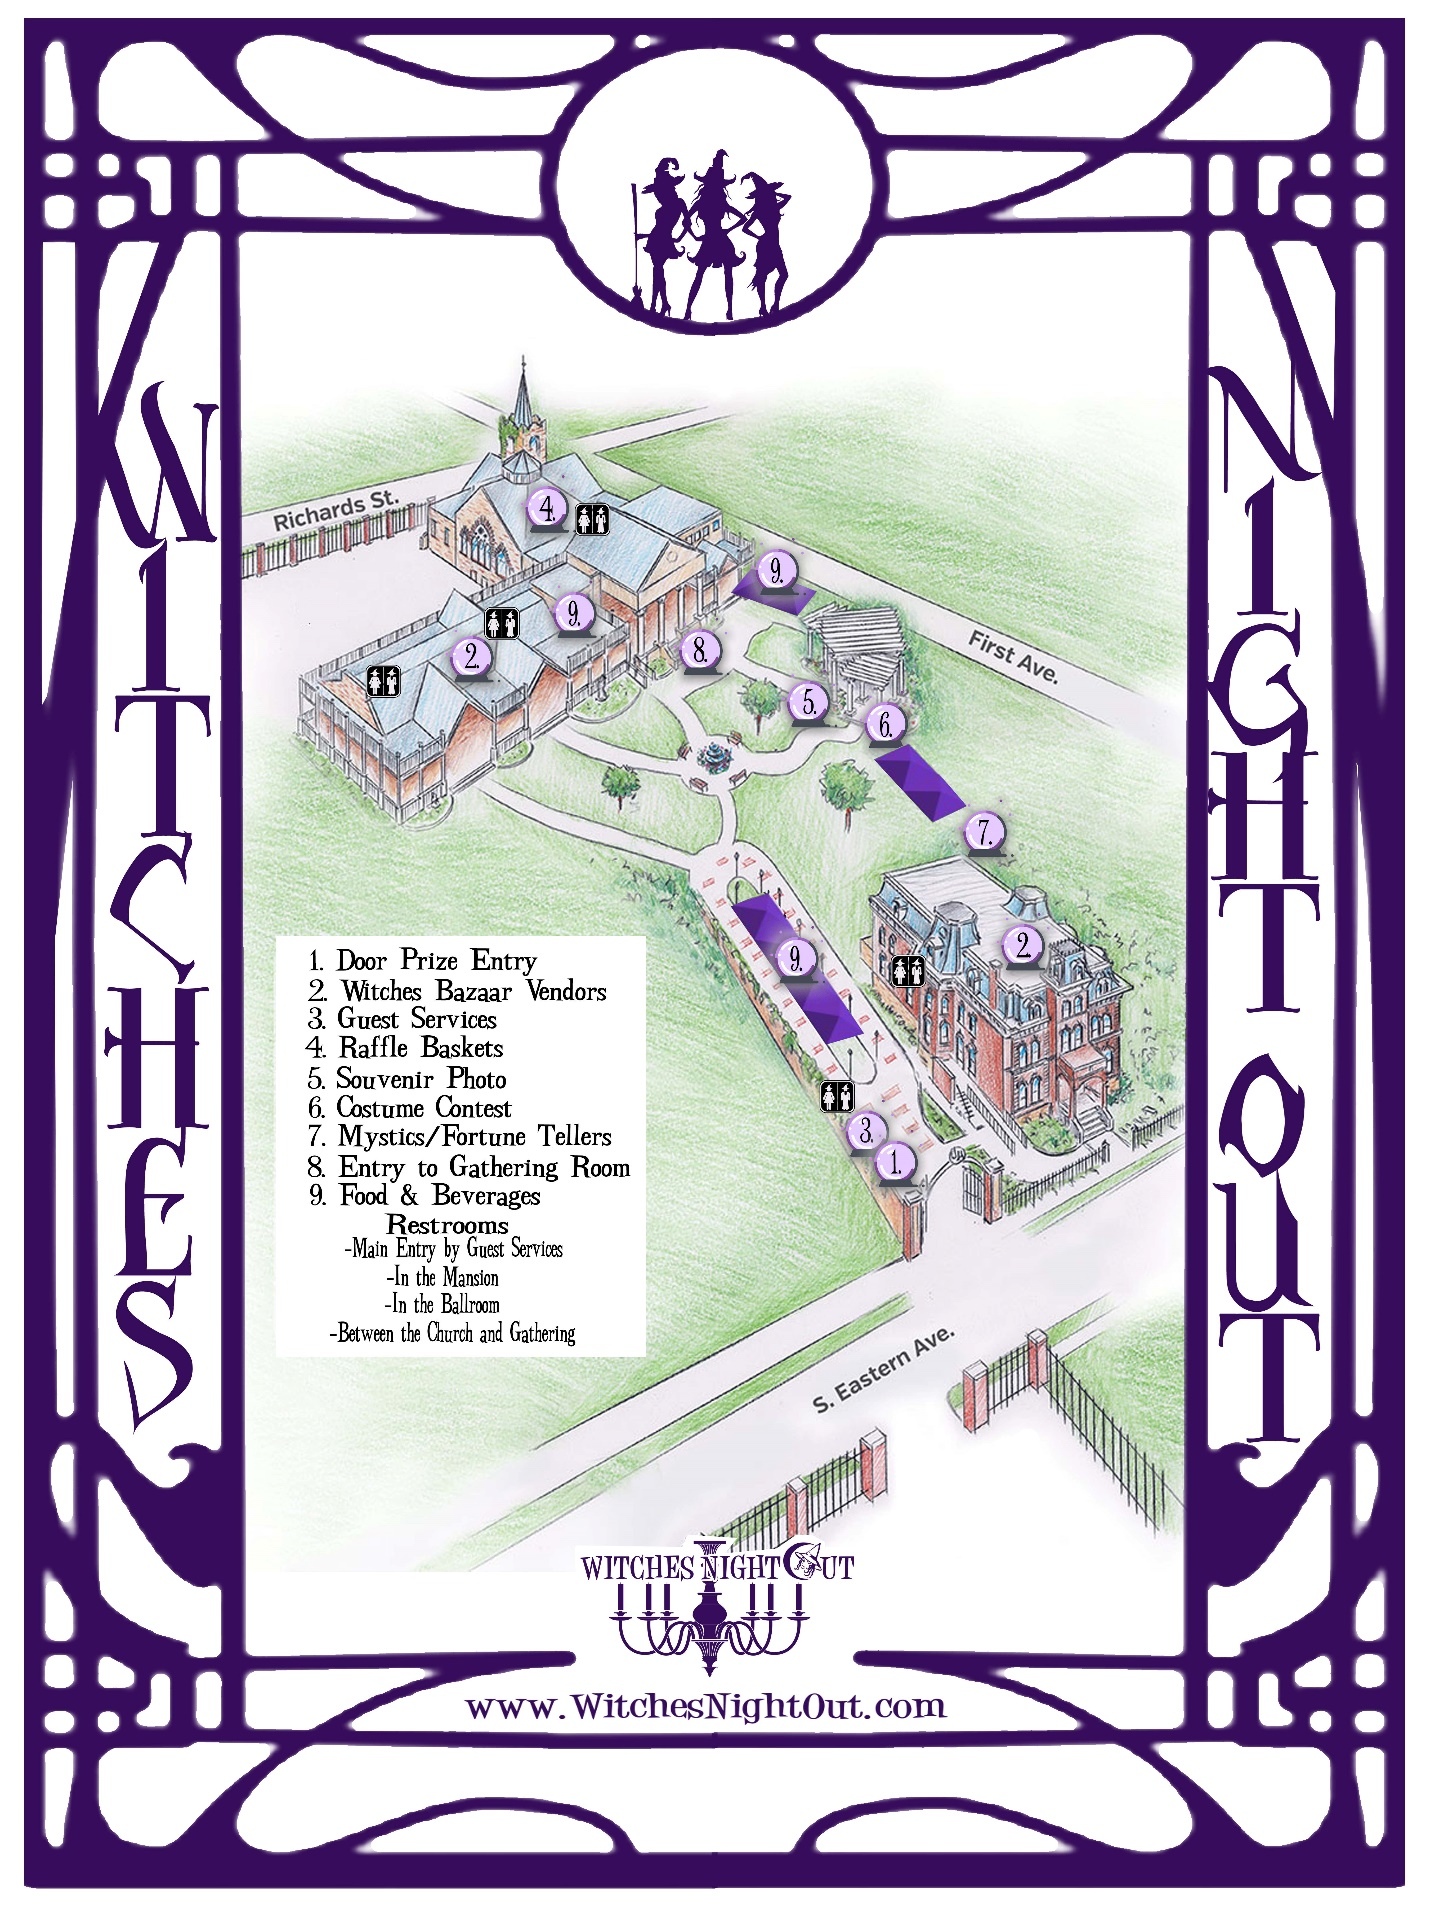 WITCHES
NIGHT OUT
Richards St.
First Ave.
4.
9.
9.
2.
8.
5.
6.
7.
2.
9.
3.
1.
1. Door Prize Entry
2. Witches Bazaar Vendors
3. Guest Services
4. Raffle Baskets
5. Souvenir Photo
6. Costume Contest
7. Mystics/Fortune Tellers
8. Entry to Gathering Room
9. Food & Beverages
Restrooms
-Main Entry by Guest Services
-In the Mansion
-In the Ballroom
-Between the Church and Gathering
S. Eastern Ave.
WITCHES NIGHT OUT
www.WitchesNightOut.com